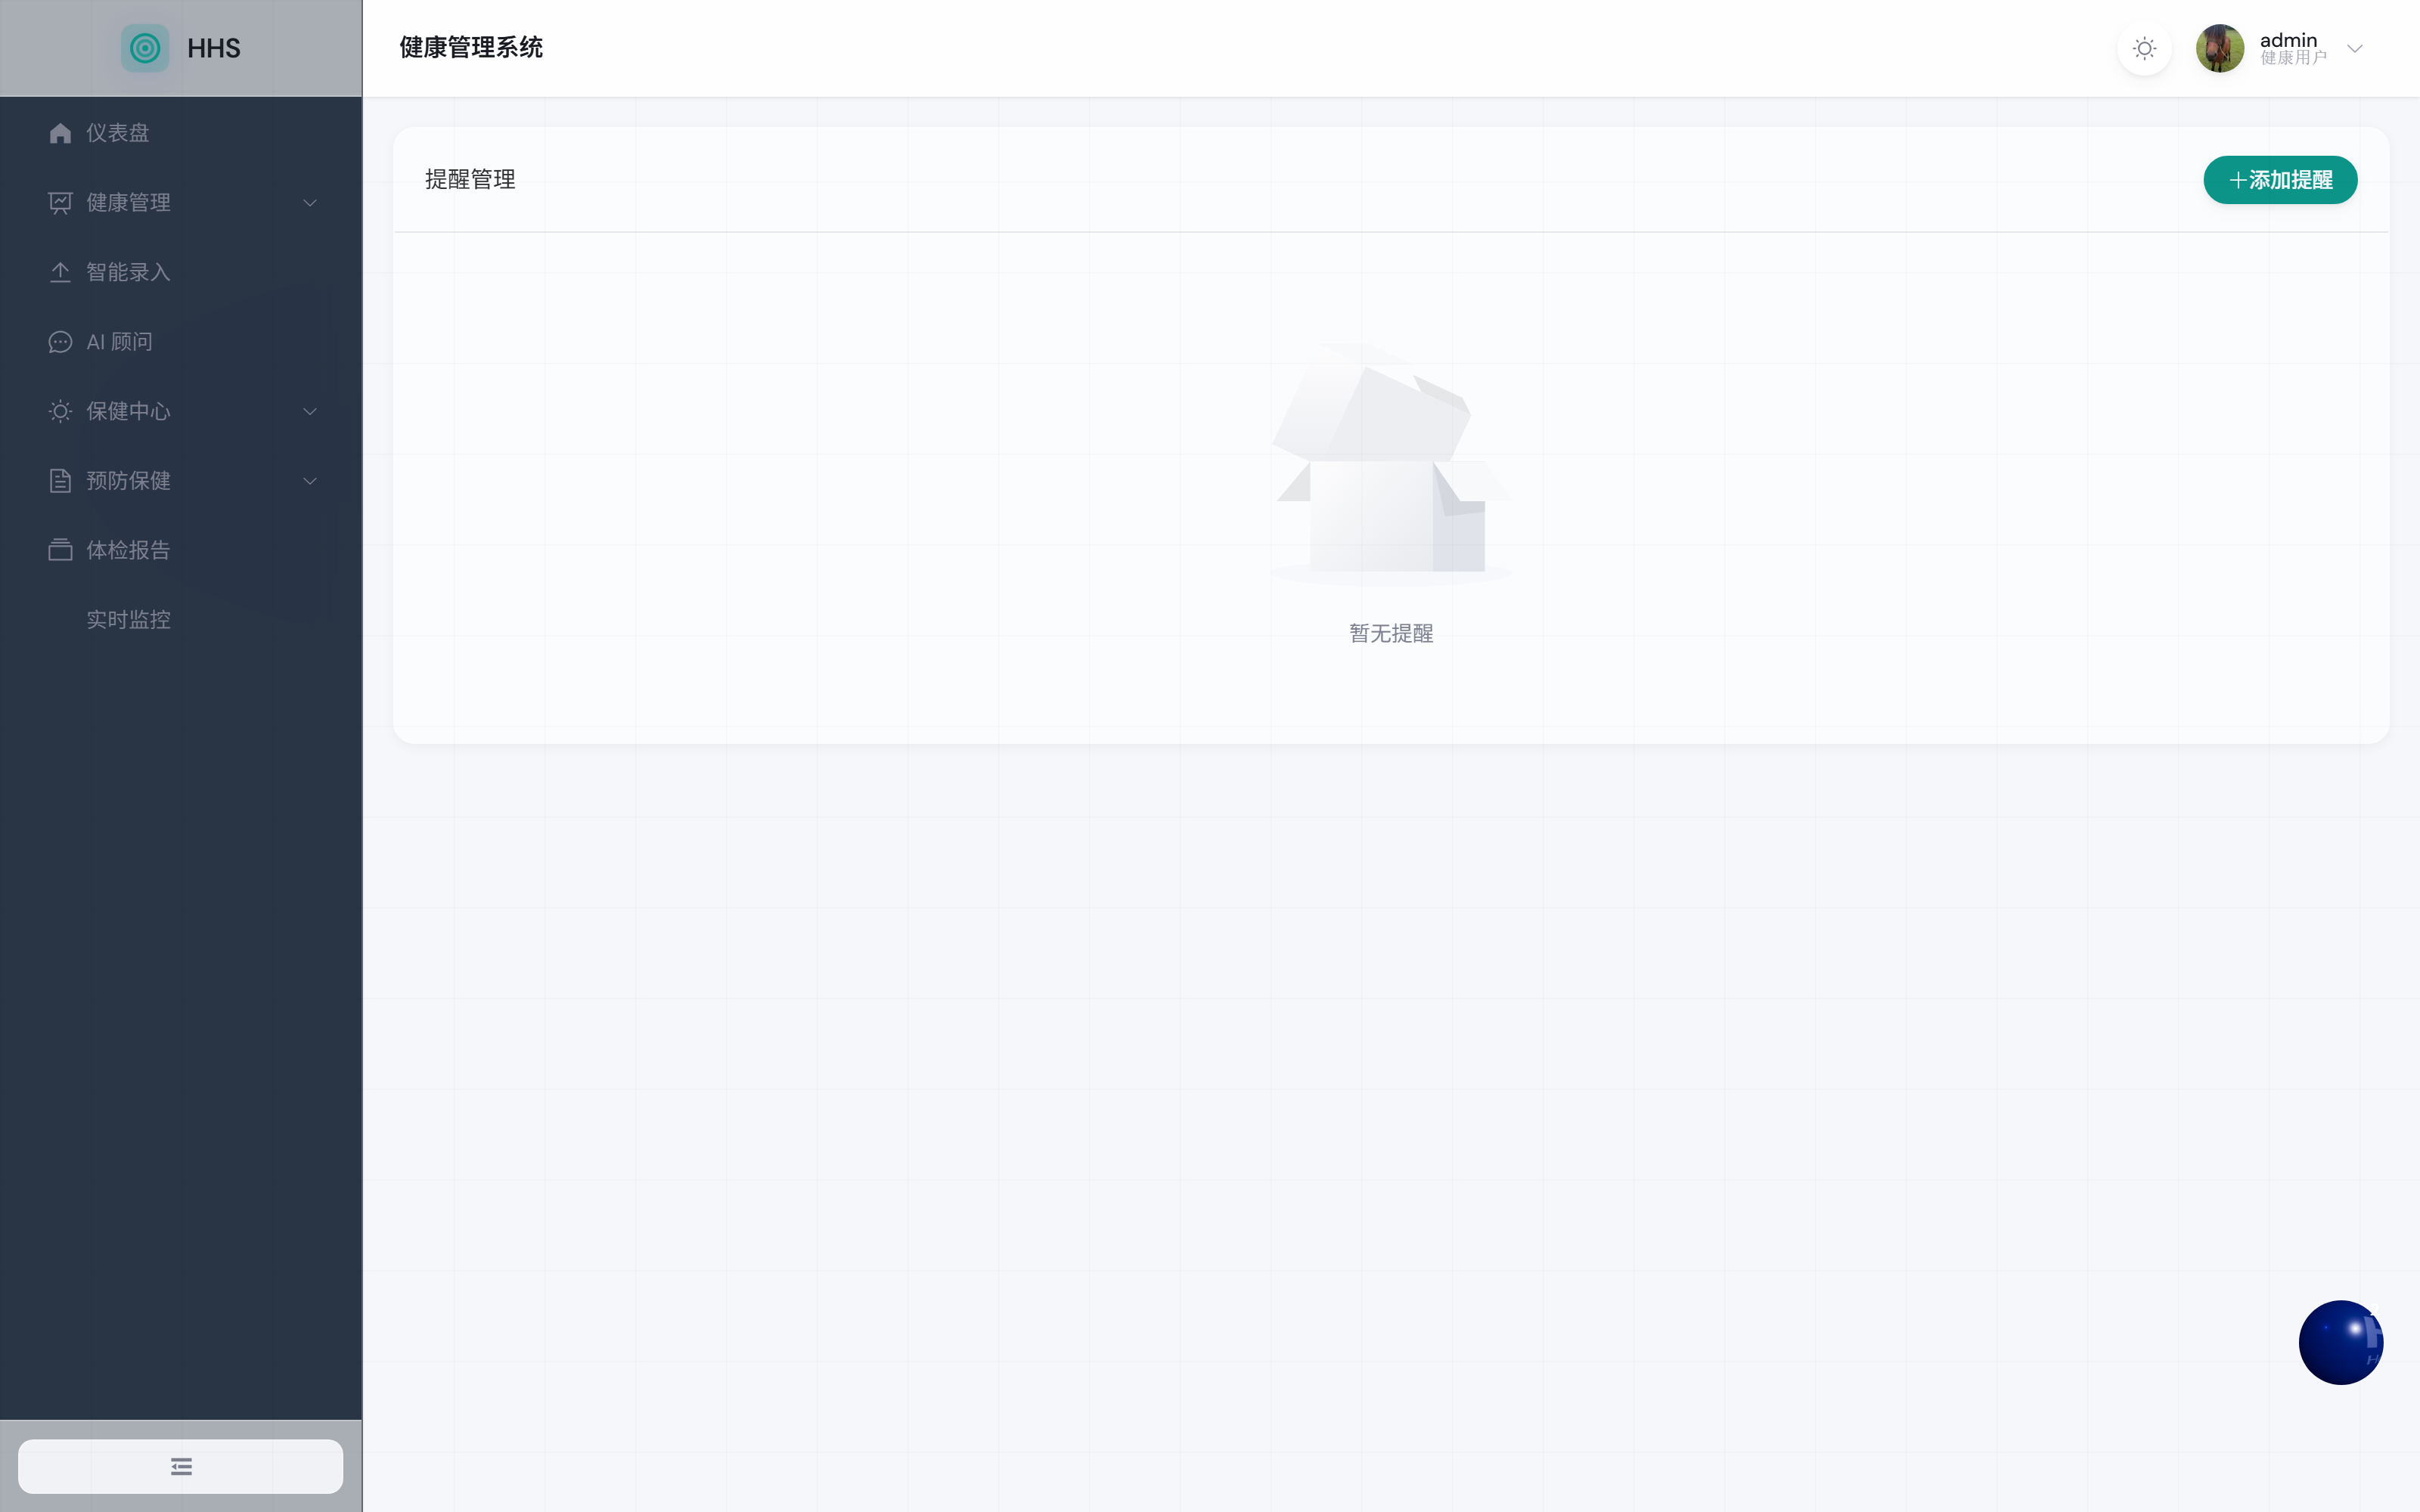 HHS
健康管理系统
admin
健康用户
仪表盘
健康管理
智能录入
AI 顾问
保健中心
预防保健
体检报告
实时监控
提醒管理
+添加提醒
暂无提醒
H